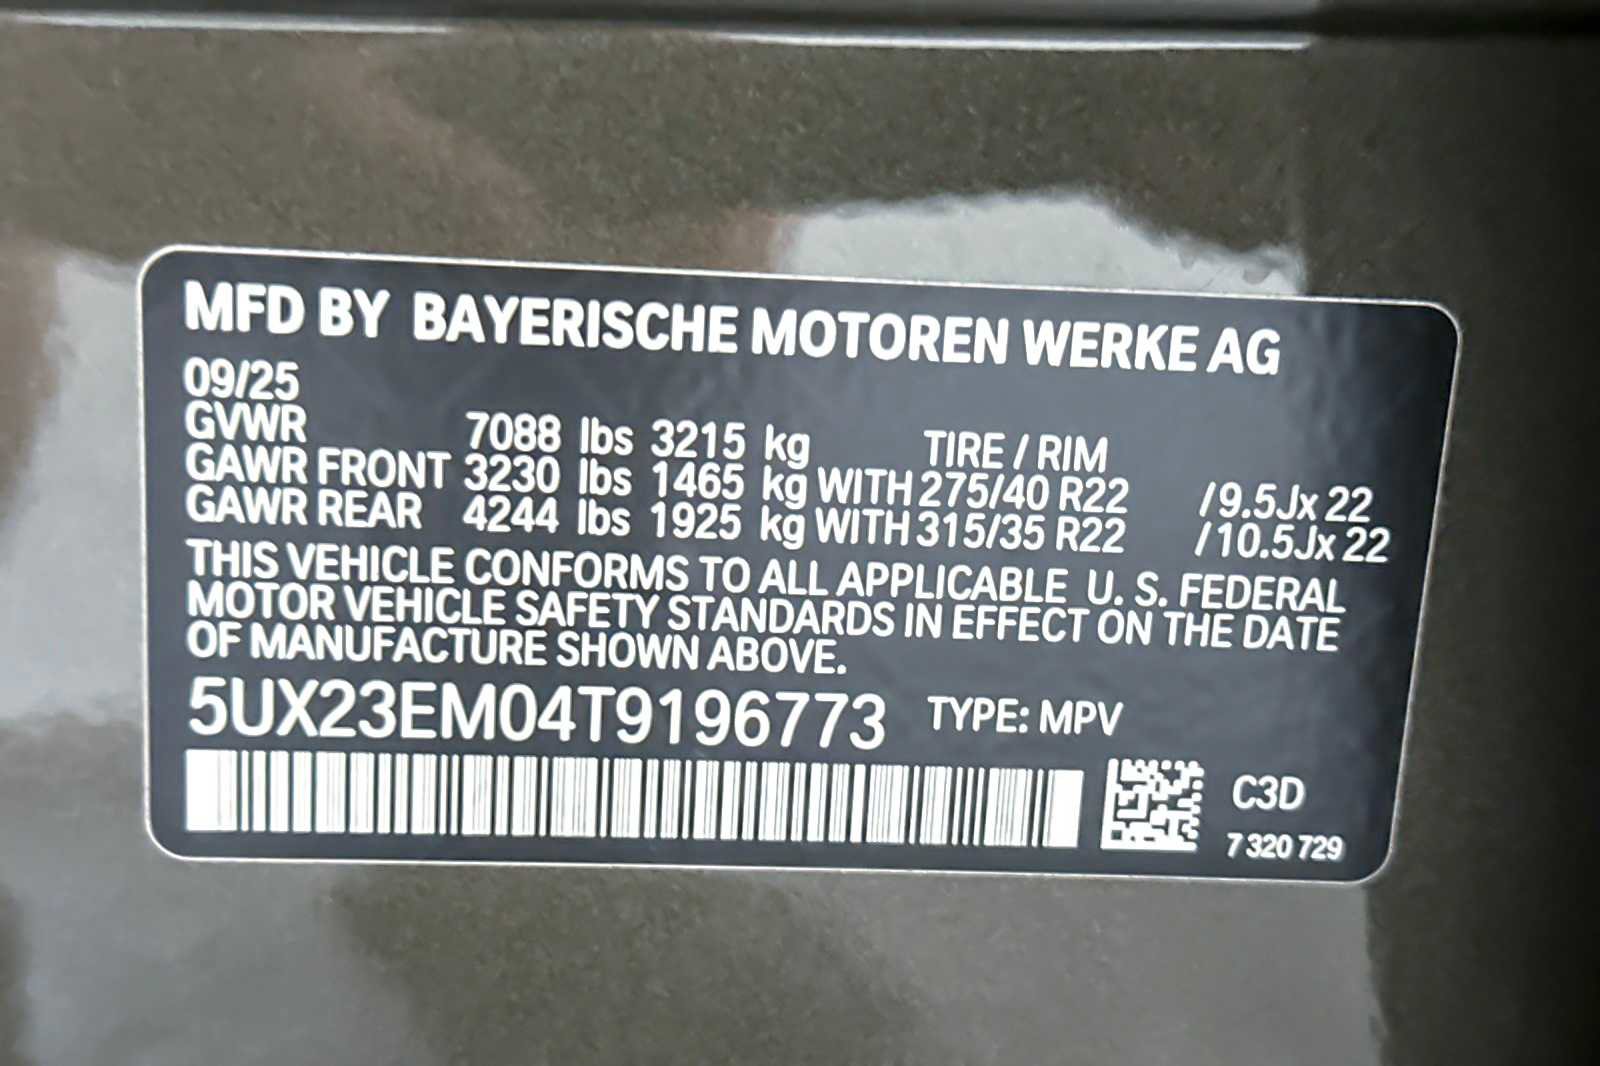 MFD BY BAYERISCHE MOTOREN WERKE AG
09/25
GVWR 7088 lbs 3215 kg TIRE / RIM
GAWR FRONT 3230 lbs 1465 kg WITH 275/40 R22 /9.5Jx 22
GAWR REAR 4244 lbs 1925 kg WITH 315/35 R22 /10.5Jx 22
THIS VEHICLE CONFORMS TO ALL APPLICABLE U. S. FEDERAL
MOTOR VEHICLE SAFETY STANDARDS IN EFFECT ON THE DATE
OF MANUFACTURE SHOWN ABOVE.
5UX23EM04T9196773 TYPE: MPV
C3D
7 320 729